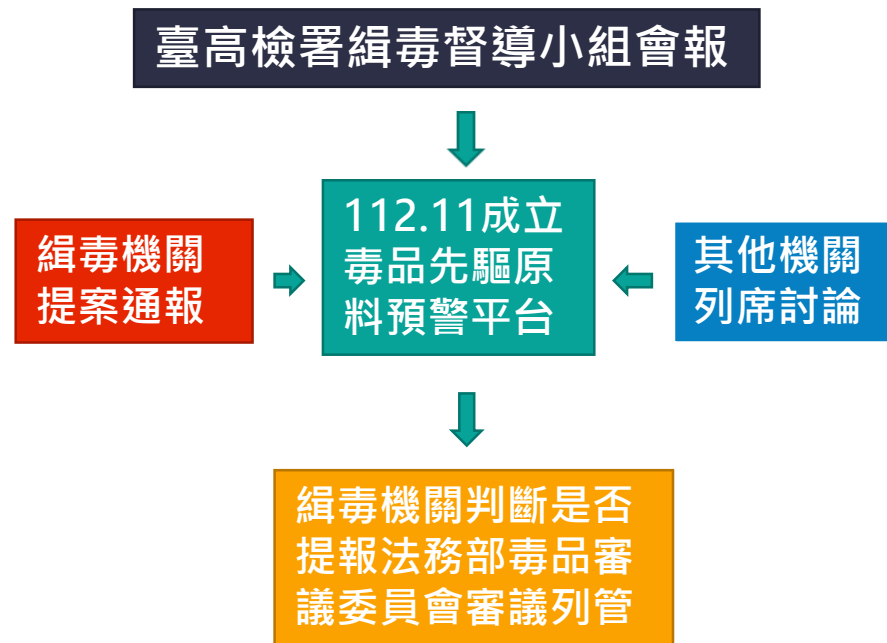 臺高檢署緝毒督導小組會報
112.11成立
毒品先驅原
料預警平台
緝毒機關
提案通報
其他機關
列席討論
緝毒機關判斷是否
提報法務部毒品審
議委員會審議列管